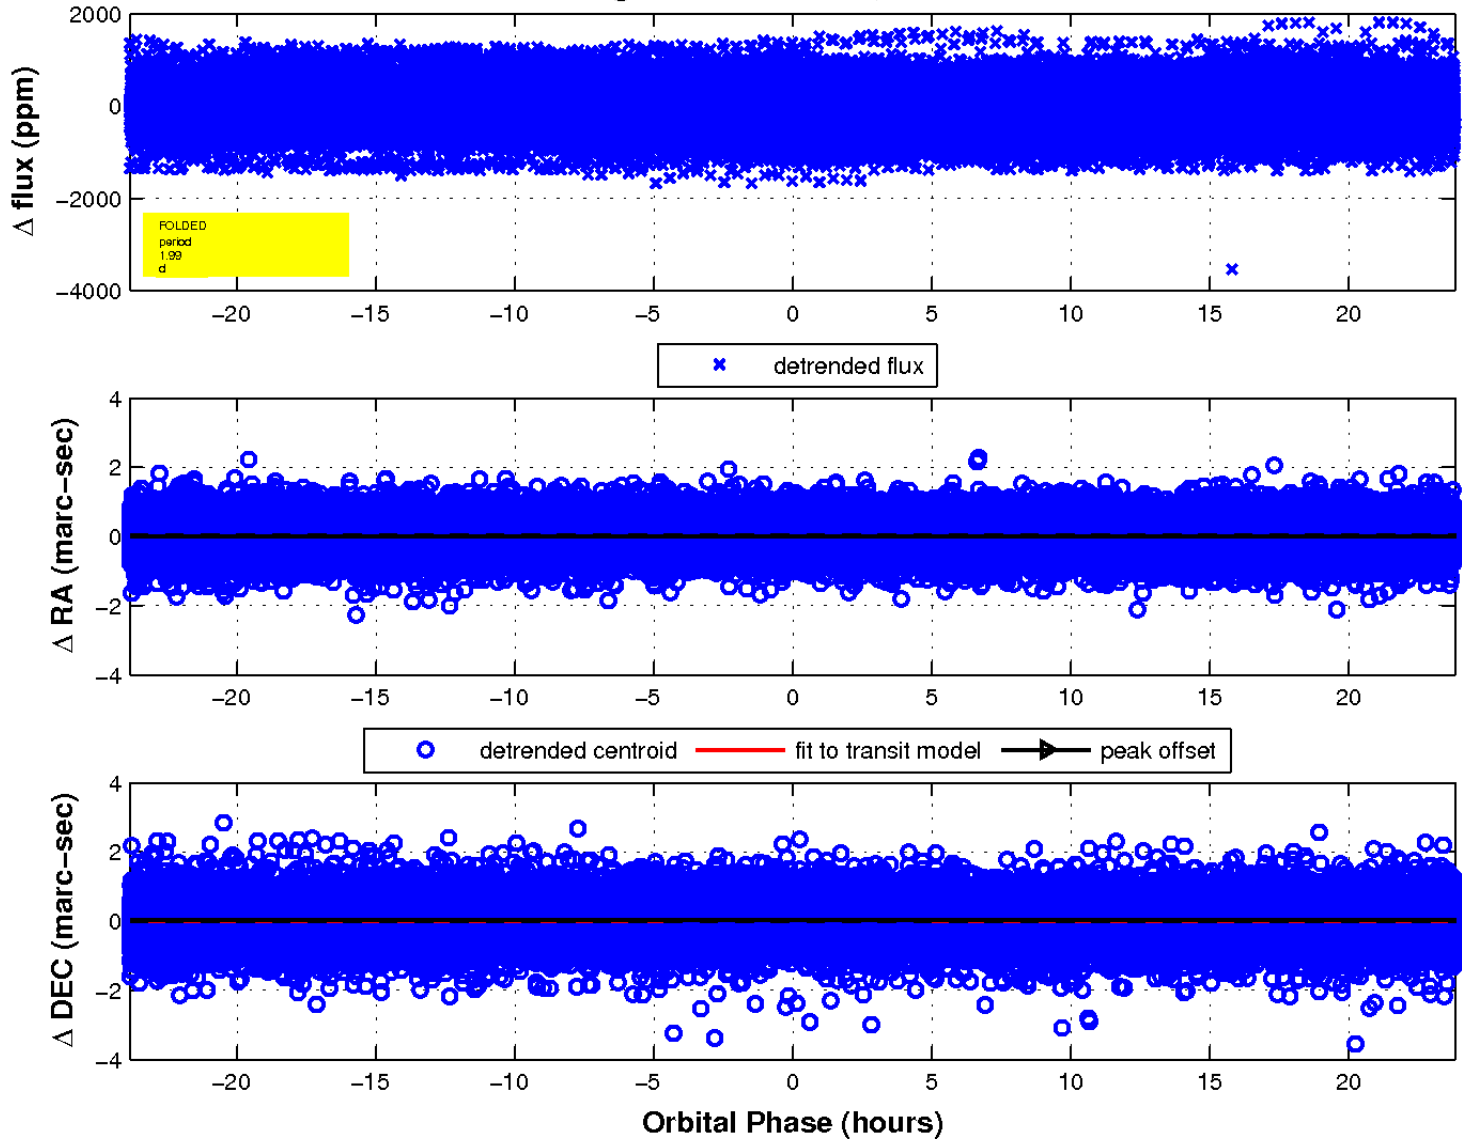 2000
0
−2000
−4000
Δ flux (ppm)
FOLDED
period
1.99
d
−20 −15 −10 −5 0 5 10 15 20
detrended flux
4
2
0
−2
−4
Δ RA (marc−sec)
−20 −15 −10 −5 0 5 10 15 20
detrended centroid fit to transit model peak offset
4
2
0
−2
−4
Δ DEC (marc−sec)
−20 −15 −10 −5 0 5 10 15 20
Orbital Phase (hours)